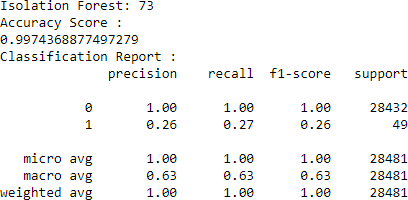 Isolation Forest: 73
Accuracy Score :
0.9974368877497279
Classification Report :
precision recall f1-score support
0 1.00 1.00 1.00 28432
1 0.26 0.27 0.26 49
micro avg 1.00 1.00 1.00 28481
macro avg 0.63 0.63 0.63 28481
weighted avg 1.00 1.00 1.00 28481